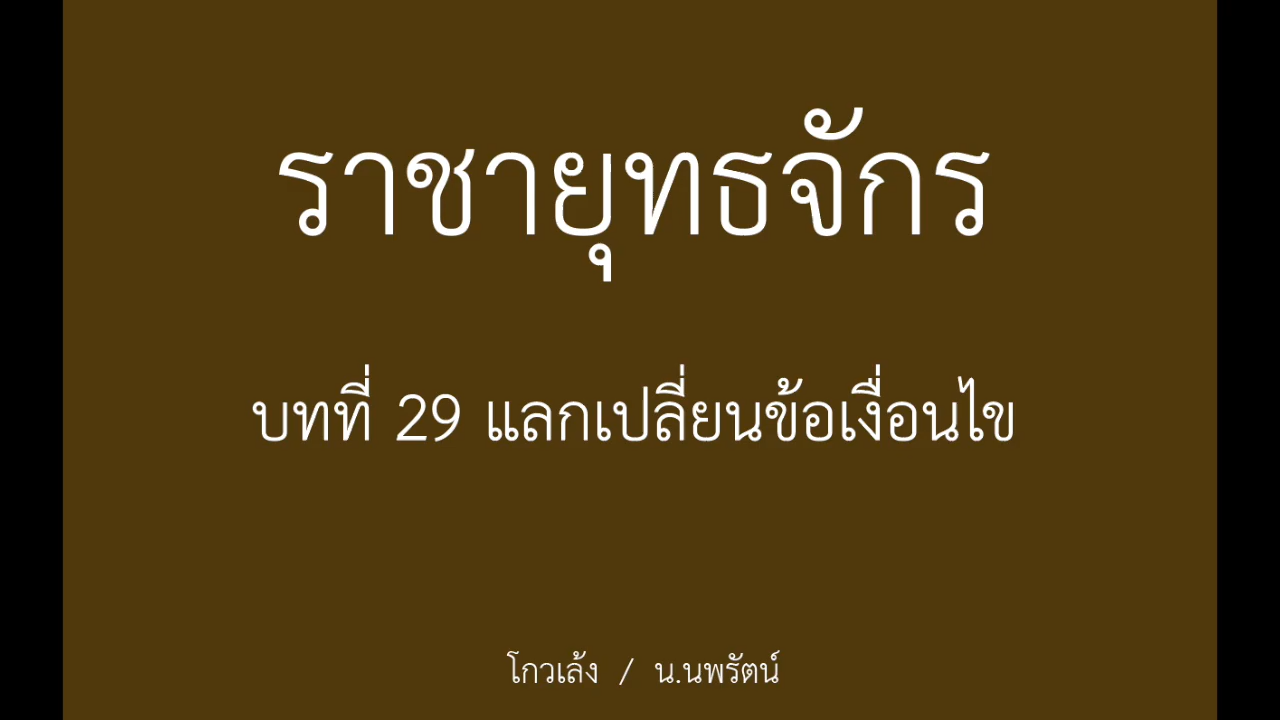 ราชายุทธจักร
บทที่ 29 แลกเปลี่ยนข้อเงื่อนไข
โกวเล้ง / น.นพรัตน์